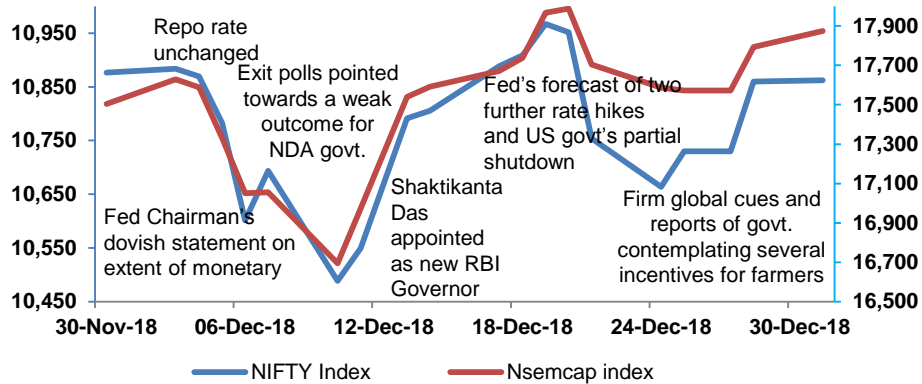 10,950
10,850
10,750
10,650
10,550
10,450
17,900
17,700
17,500
17,300
17,100
16,900
16,700
16,500
Repo rate
unchanged
Exit polls pointed
towards a weak
outcome for
NDA govt.
Fed Chairman's
dovish statement on
extent of monetary
Shaktikanta
Das
appointed
as new RBI
Governor
Fed's forecast of two
further rate hikes
and US govt's partial
shutdown
Firm global cues and
reports of govt.
contemplating several
incentives for farmers
30-Nov-18 06-Dec-18 12-Dec-18 18-Dec-18 24-Dec-18 30-Dec-18
NIFTY Index Nsemcap index